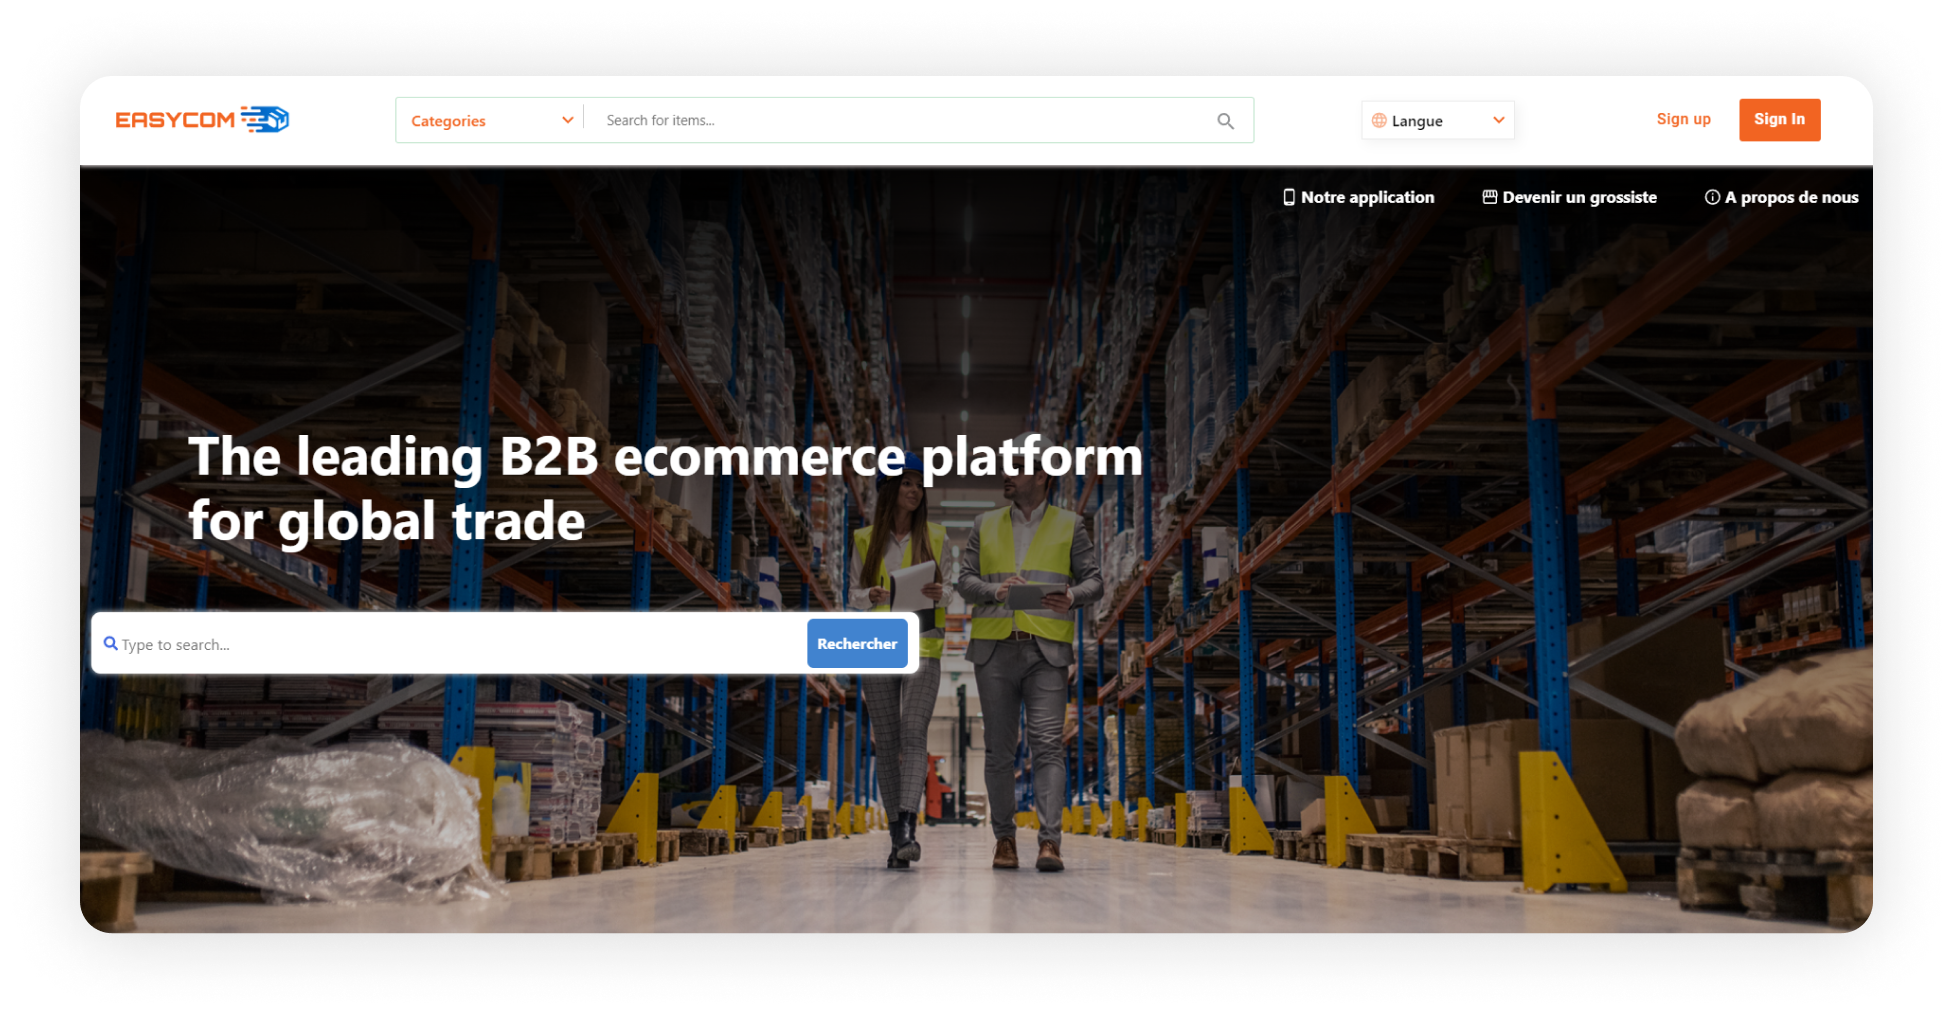 EASYCOM
Categories
Search for items...
Langue
Sign up
Sign In
Notre application
Devenir un grossiste
A propos de nous
The leading B2B ecommerce platform
for global trade
Type to search...
Rechercher